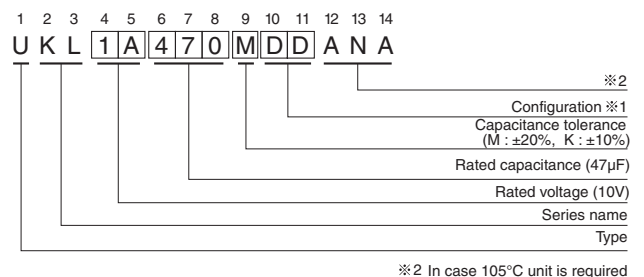 1 2 3 4 5 6 7 8 9 10 11 12 13 14
U K L 1 A 4 7 0 M D D A N A
※2
Configuration ※1
Capacitance tolerance
(M : ±20%, K : ±10%)
Rated capacitance (47µF)
Rated voltage (10V)
Series name
Type
※2 In case 105°C unit is required